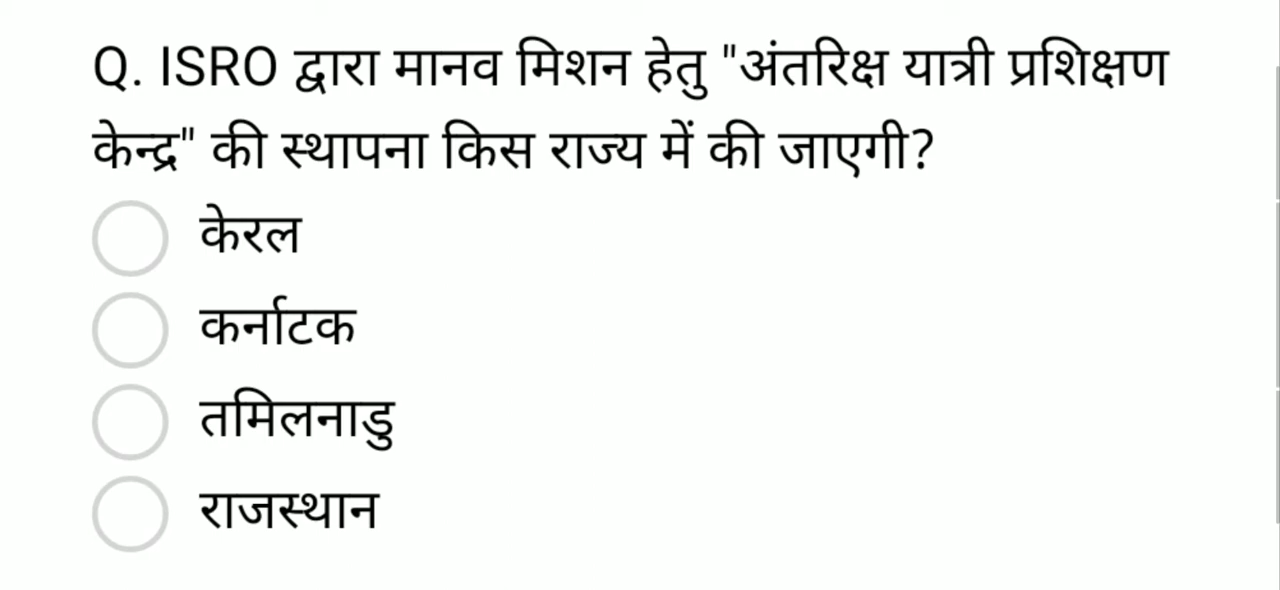 Q. ISRO द्वारा मानव मिशन हेतु "अंतरिक्ष यात्री प्रशिक्षण
केन्द्र" की स्थापना किस राज्य में की जाएगी?
केरल
कर्नाटक
तमिलनाडु
राजस्थान